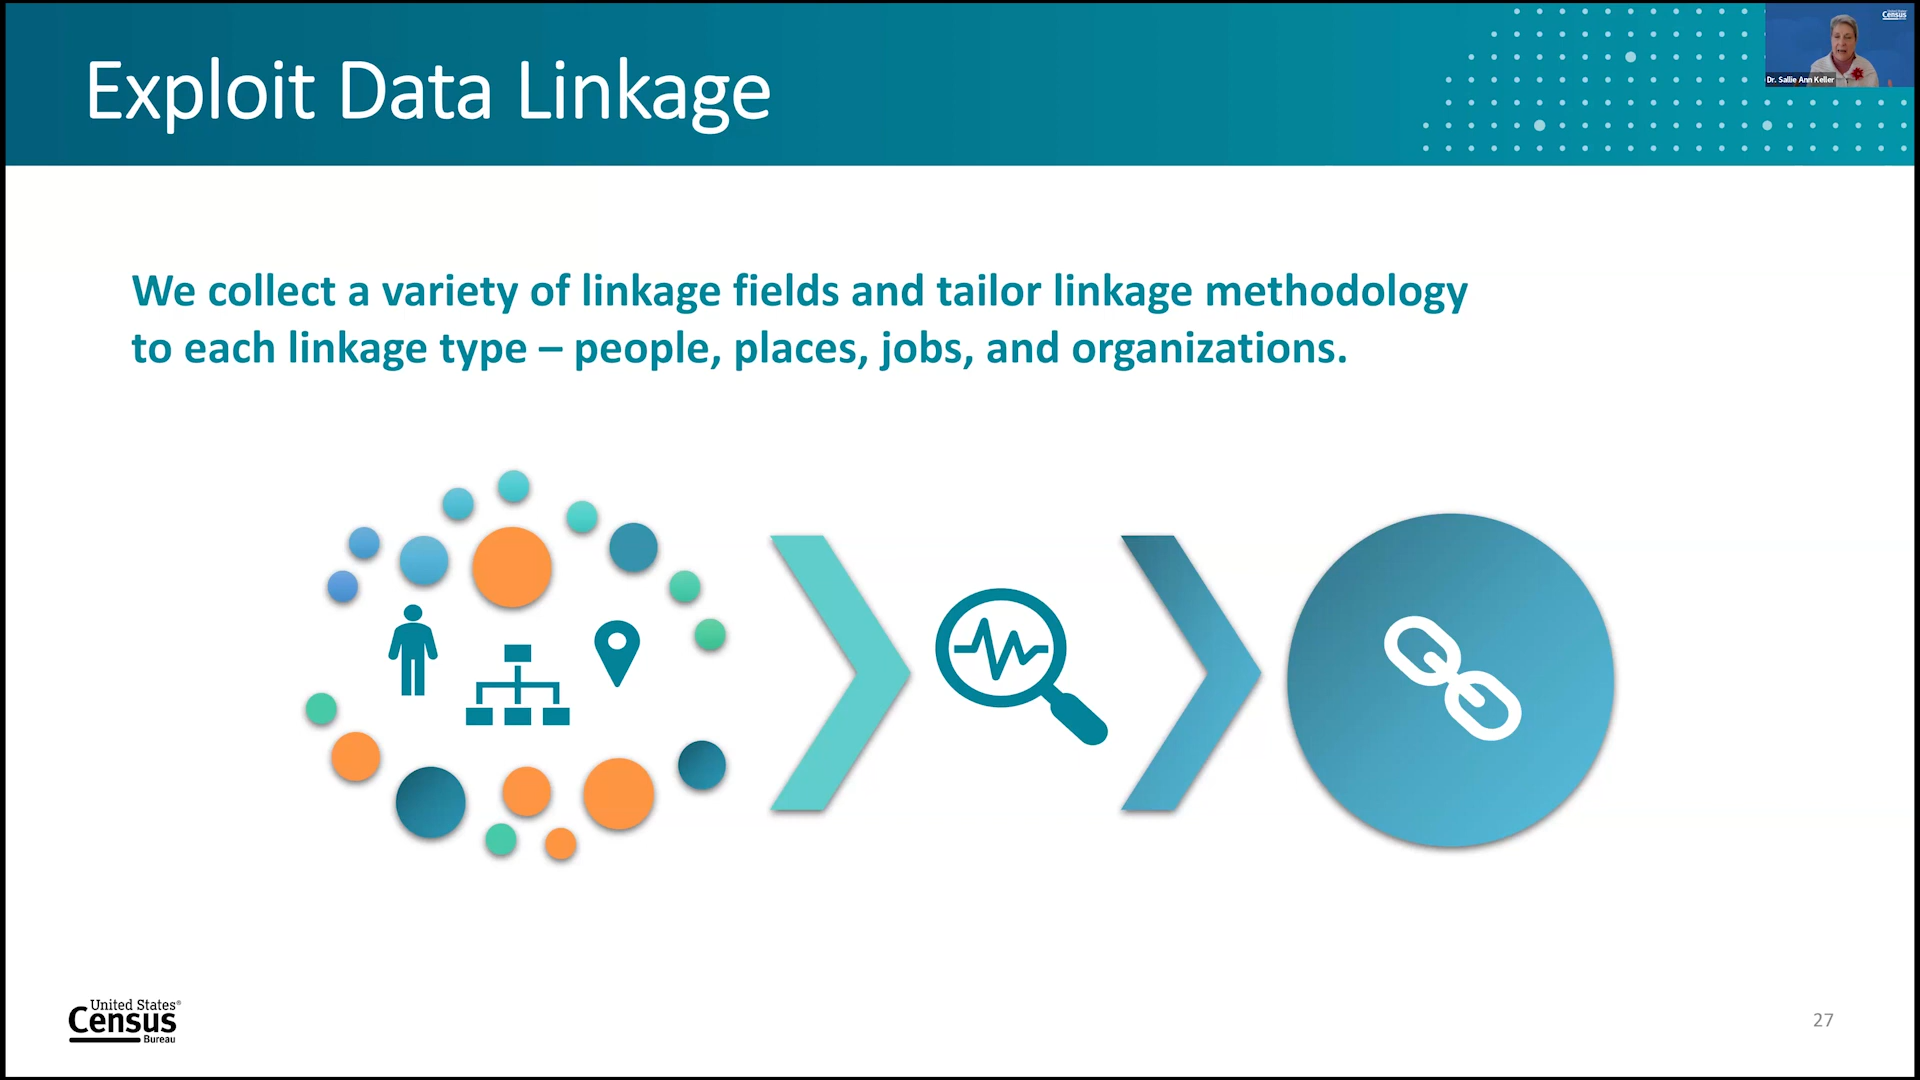 Exploit Data Linkage
Census
Dr. Sallie Ann Keller
We collect a variety of linkage fields and tailor linkage methodology
to each linkage type – people, places, jobs, and organizations.
United States®
Census
Bureau
27